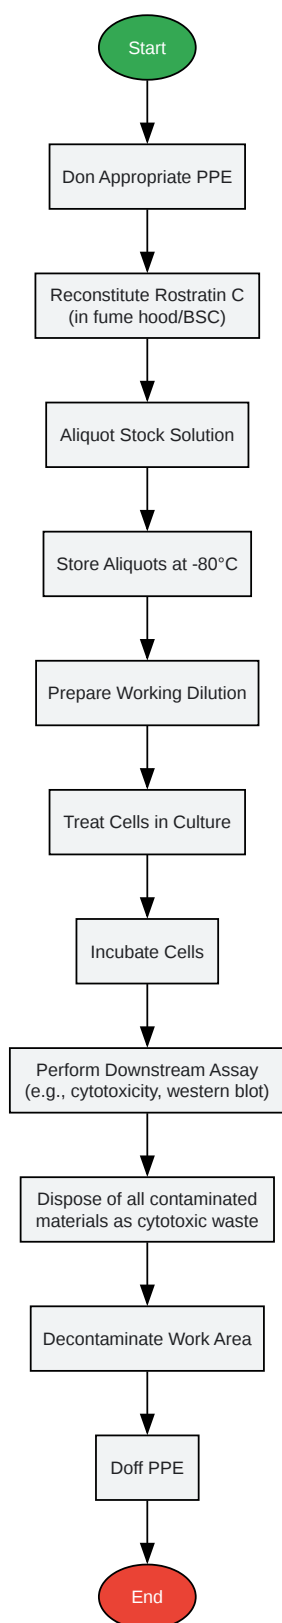 Start
Don Appropriate PPE
Reconstitute Rostratin C
(in fume hood/BSC)
Aliquot Stock Solution
Store Aliquots at -80°C
Prepare Working Dilution
Treat Cells in Culture
Incubate Cells
Perform Downstream Assay
(e.g., cytotoxicity, western blot)
Dispose of all contaminated
materials as cytotoxic waste
Decontaminate Work Area
Doff PPE
End